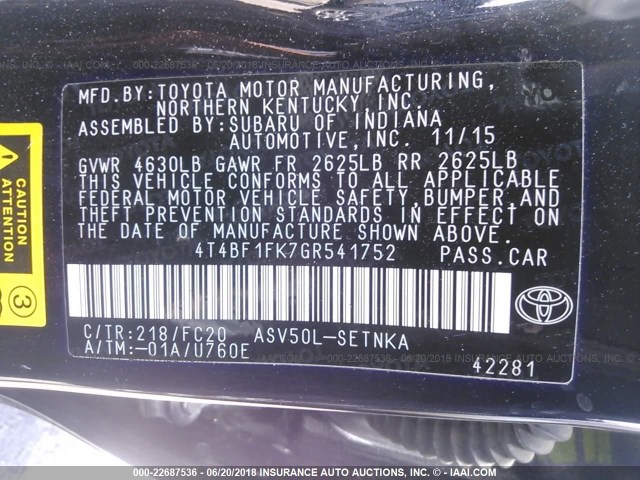 MFD.BY:TOYOTA MOTOR MANUFACTURING,
NORTHERN KENTUCKY,INC.
ASSEMBLED BY:SUBARU OF INDIANA
AUTOMOTIVE,INC. 11/15
GVWR 4630LB GAWR FR 2625LB RR 2625LB
THIS VEHICLE CONFORMS TO ALL APPLICABLE
FEDERAL MOTOR VEHICLE SAFETY,BUMPER,AND
THEFT PREVENTION STANDARDS IN EFFECT ON
THE DATE OF MANUFACTURE SHOWN ABOVE.
4T4BF1FK7GR541752 PASS.CAR
3
C/TR:218/FC20 ASV50L-SETNKA
A/TM:-01A/U760E
TOYOTA
42281
000-22687536 - 06/20/2018 - INSURANCE AUTO AUCTIONS, INC. ©. - IAAI.COM